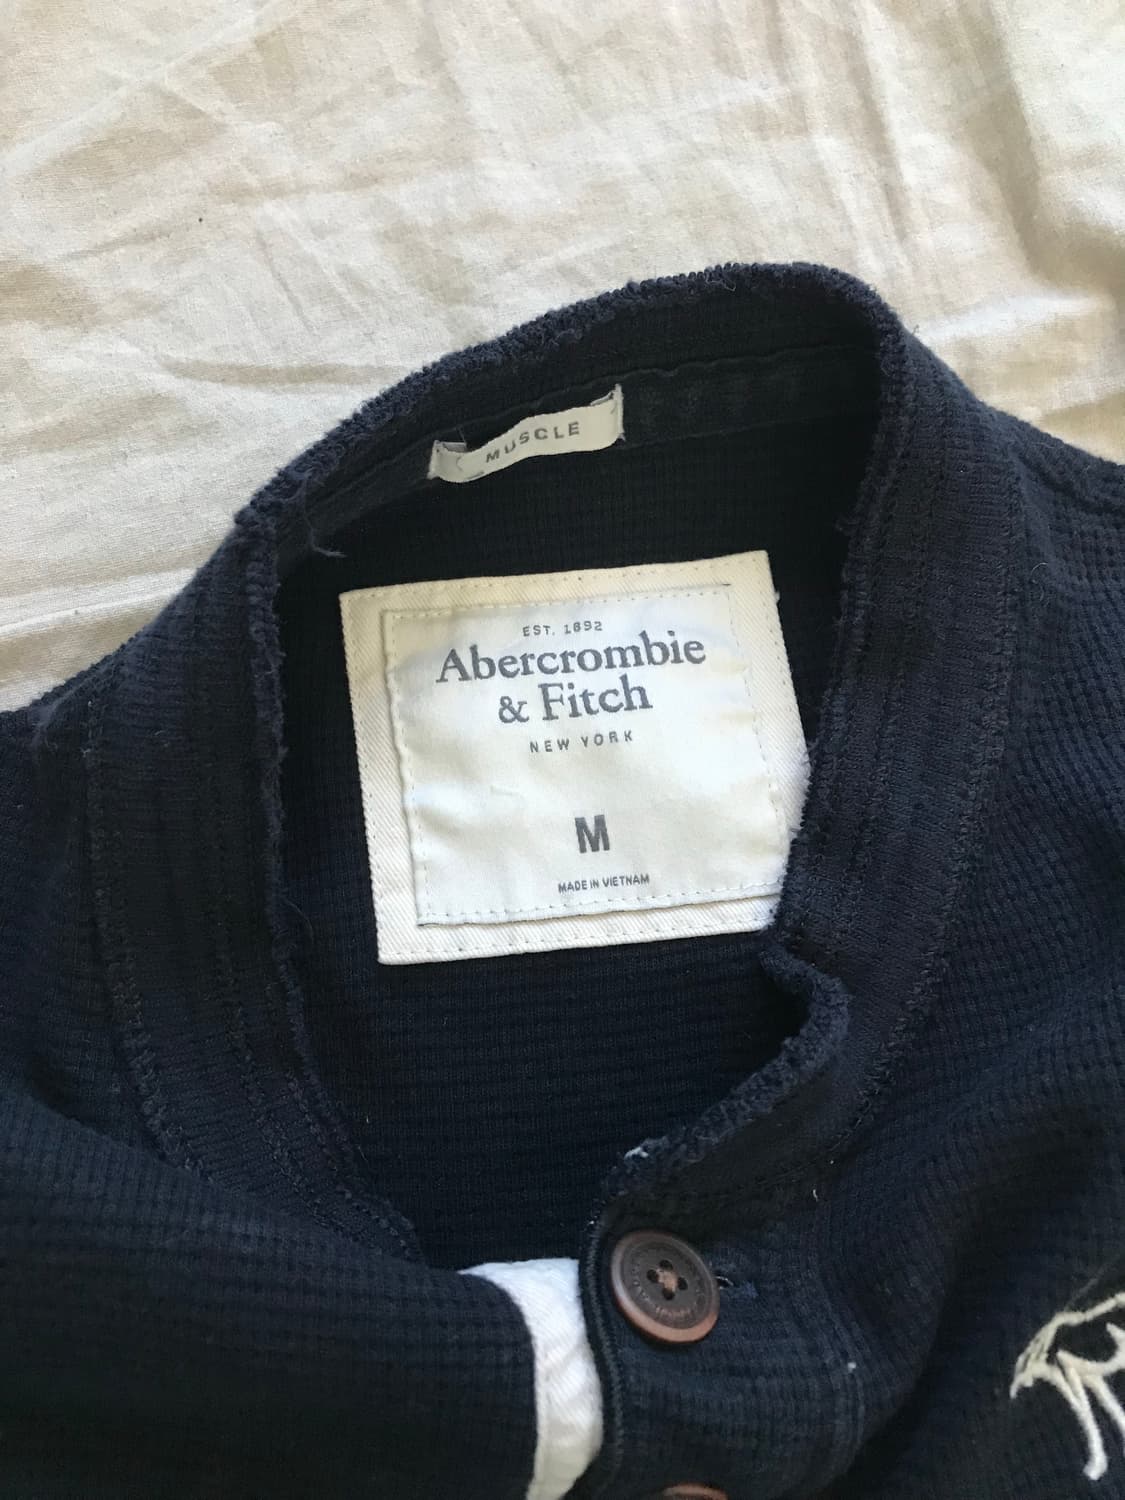 MUSCLE
EST. 1892
Abercrombie
& Fitch
NEW YORK
M
MADE IN VIETNAM